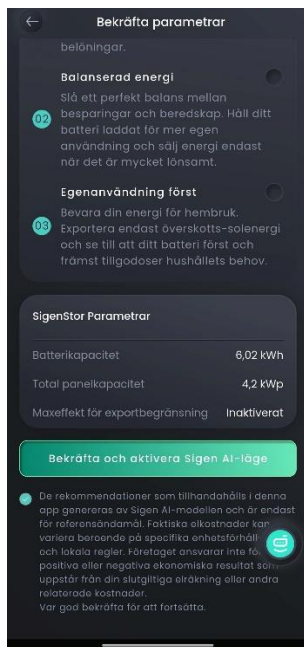 Bekräfta parametrar
belöningar.
Balanserad energi
02
Slå ett perfekt balans mellan
besparingar och beredskap. Håll ditt
batteri laddat för mer egen
användning och sälj energi endast
när det är mycket lönsamt.
Egenanvändning först
03
Bevara din energi för hembruk.
Exportera endast överskotts-solenergi
och se till att ditt batteri först och
främst tillgodoser hushållets behov.
SigenStor Parametrar
Batterikapacitet 6,02 kWh
Total panelkapacitet 4,2 kWp
Maxeffekt för exportbegränsning Inaktiverat
Bekräfta och aktivera Sigen AI-läge
De rekommendationer som tillhandahålls i denna
app genereras av Sigen AI-modellen och är endast
för referensändamål. Faktiska elkostnader kan
variera beroende på specifika enhetsförhåll
och lokala regler. Företaget ansvarar inte fö
positiva eller negativa ekonomiska resultat som
uppstår från din slutgiltiga elräkning eller andra
relaterade kostnader.
Var god bekräfta för att fortsätta.